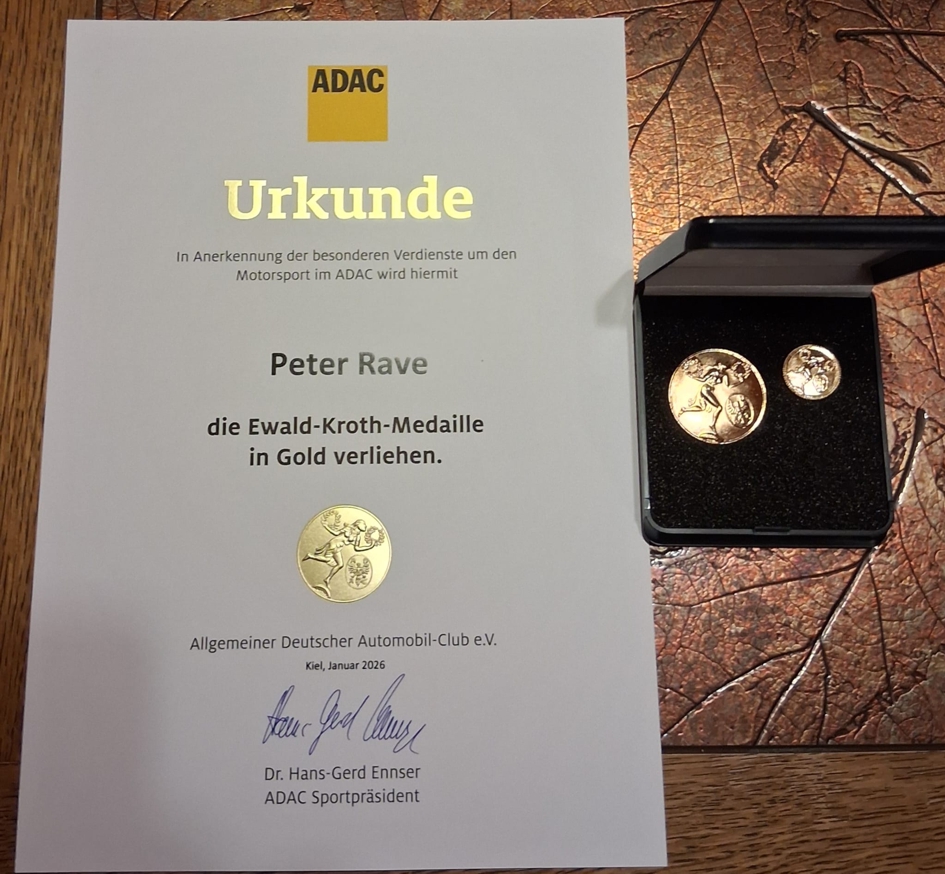 ADAC
Urkunde
In Anerkennung der besonderen Verdienste um den
Motorsport im ADAC wird hiermit
Peter Rave
die Ewald-Kroth-Medaille
in Gold verliehen.
Allgemeiner Deutscher Automobil-Club e.V.
Kiel, Januar 2026
Dr. Hans-Gerd Ennser
ADAC Sportpräsident